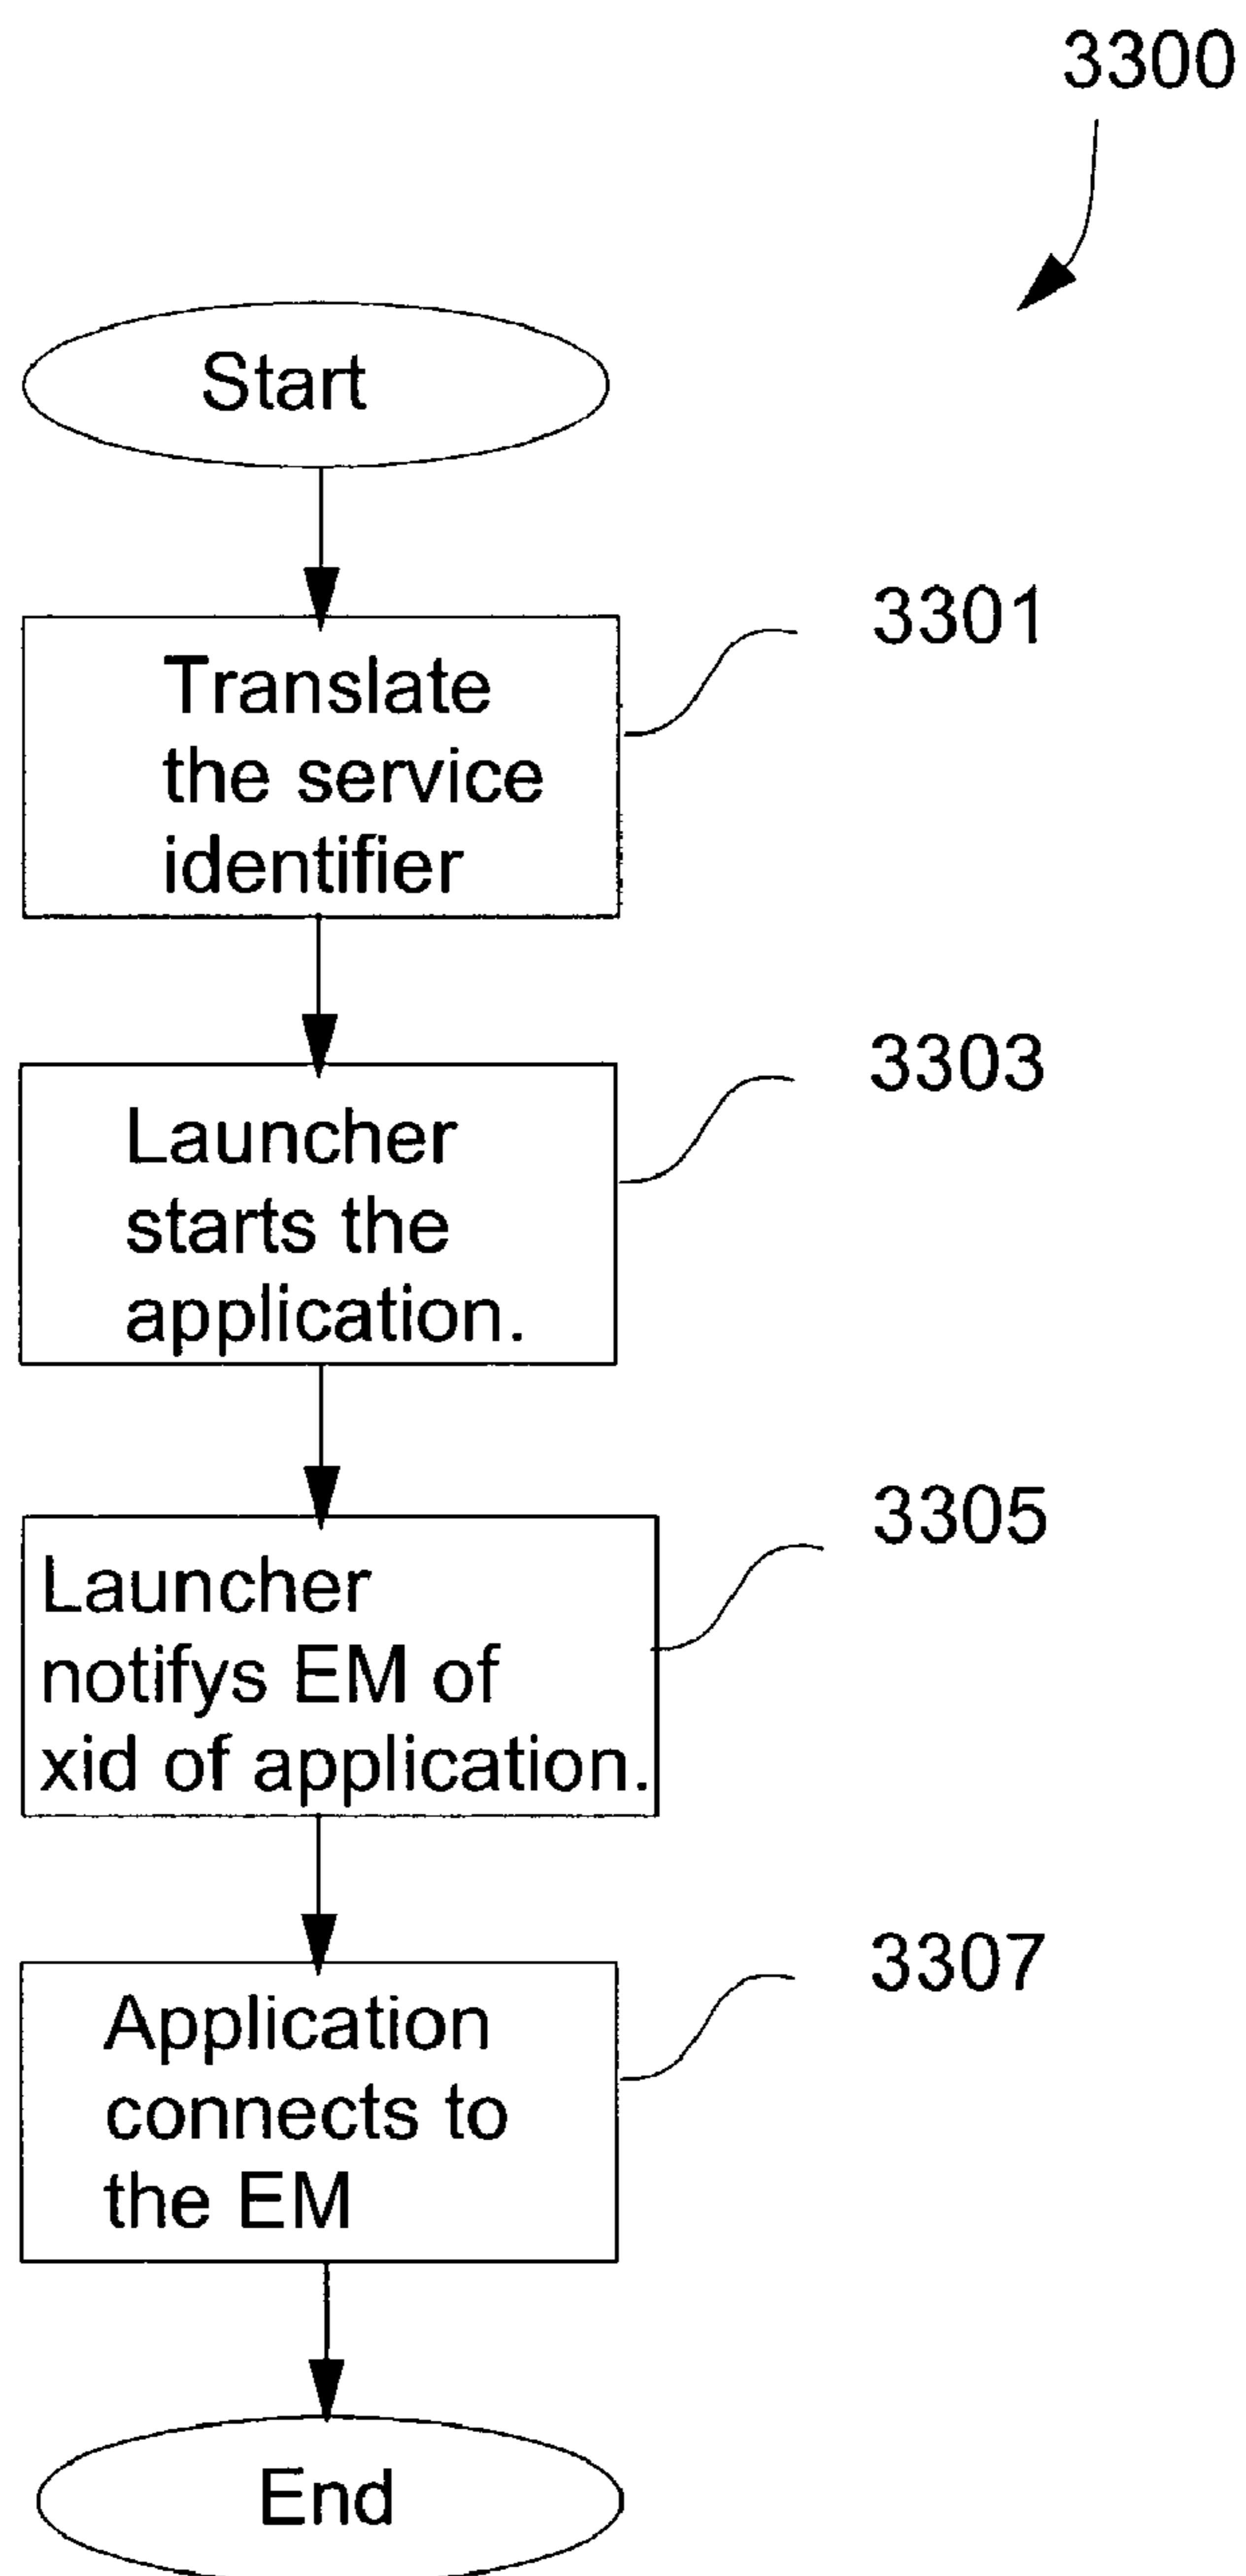 3300
Start
3301
Translate
the service
identifier
3303
Launcher
starts the
application.
3305
Launcher
notifys EM of
xid of application.
3307
Application
connects to
the EM
End